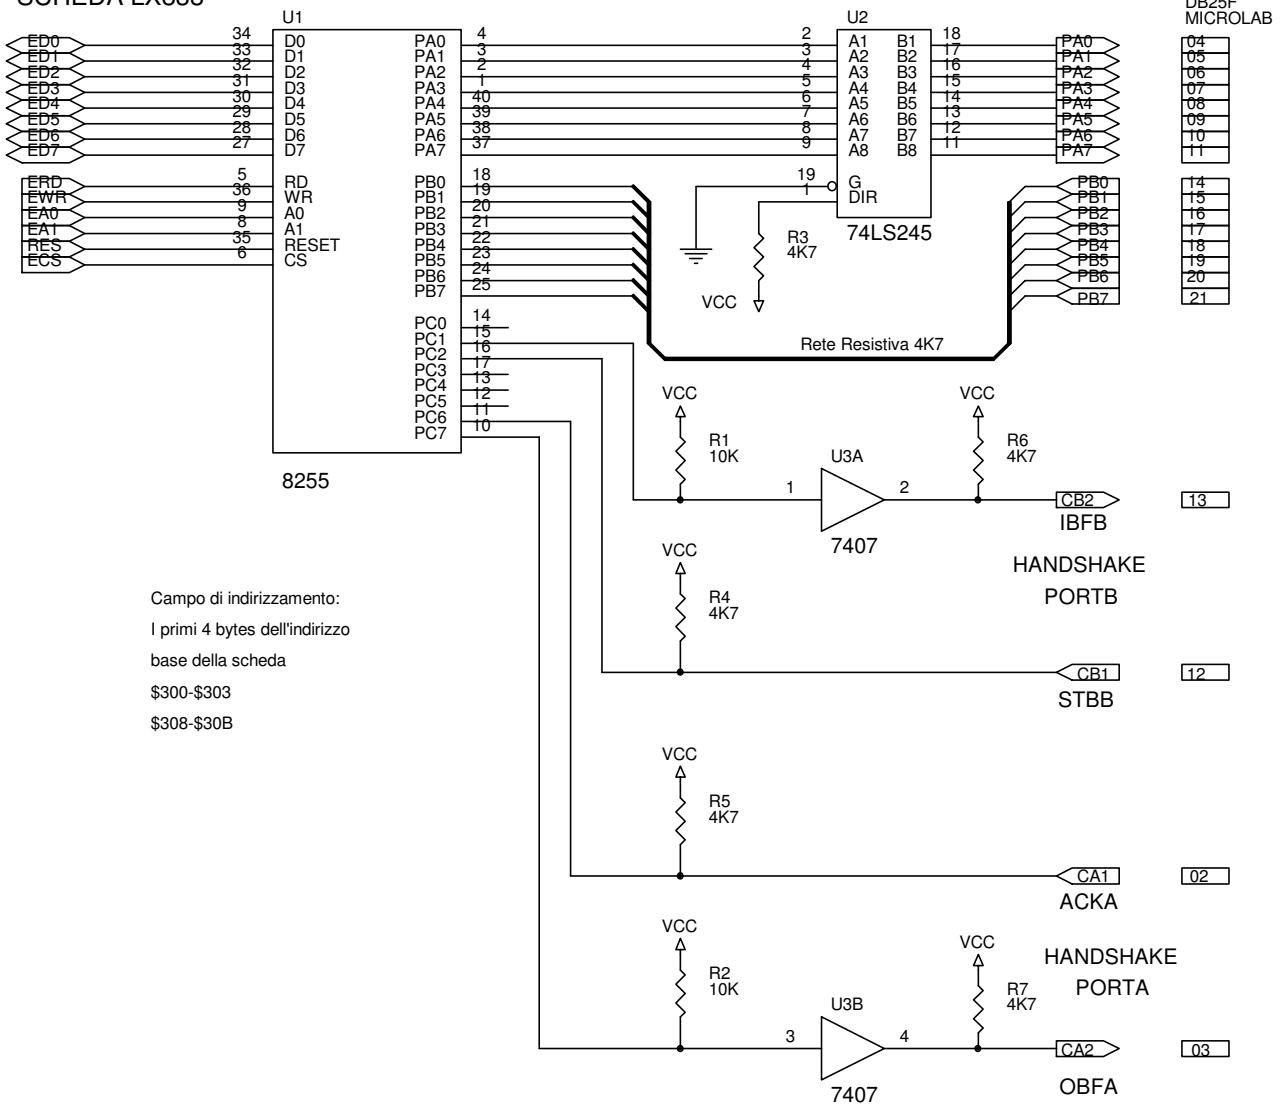 U1
U2
MICROLAB
ED0 34 D0 PA0 4 2 A1 B1 18 PA0 04
ED1 33 D1 PA1 3 3 A2 B2 17 PA1 05
ED2 32 D2 PA2 2 4 A3 B3 16 PA2 06
ED3 31 D3 PA3 1 5 A4 B4 15 PA3 07
ED4 30 D4 PA4 40 6 A5 B5 14 PA4 08
ED5 29 D5 PA5 39 7 A6 B6 13 PA5 09
ED6 28 D6 PA6 38 8 A7 B7 12 PA6 10
ED7 27 D7 PA7 37 9 A8 B8 11 PA7 11
ERD 5 RD PB0 18 19 G PB0 14
EWR 36 WR PB1 19 1 DIR PB1 15
EA0 9 A0 PB2 20 PB2 16
EA1 8 A1 PB3 21 PB3 17
RES 35 RESET PB4 22 PB4 18
ECS 6 CS PB5 23 PB5 19
PB6 24 PB6 20
PB7 25 PB7 21
74LS245
R3
4K7
VCC
PC0 14
PC1 15
PC2 16
PC3 17
PC4 13
PC5 12
PC6 11
PC7 10
Rete Resistiva 4K7
8255
VCC
R1
10K
U3A
1
2
7407
VCC
R6
4K7
CB2 13
IBFB
HANDSHAKE
PORTB
VCC
R4
4K7
CB1 12
STBB
Campo di indirizzamento:
I primi 4 bytes dell'indirizzo
base della scheda
$300-$303
$308-$30B
VCC
R5
4K7
CA1 02
ACKA
HANDSHAKE
PORTA
VCC
R2
10K
U3B
3
4
7407
VCC
R7
4K7
CA2 03
OBFA